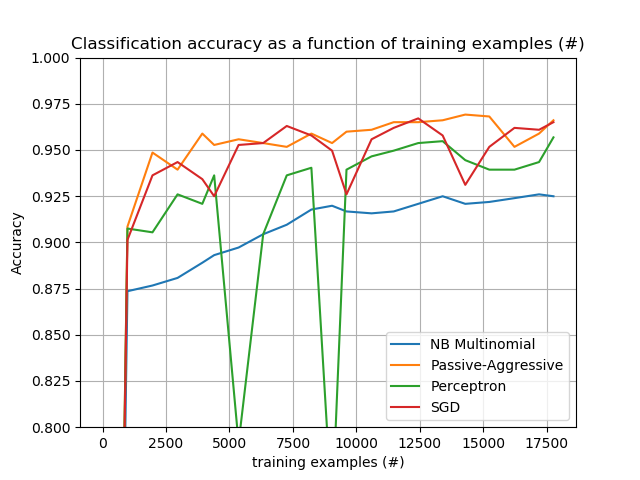 Classification accuracy as a function of training examples (#)
1.000
0.975
0.950
0.925
0.900
0.875
0.850
0.825
0.800
Accuracy
NB Multinomial
Passive-Aggressive
Perceptron
SGD
0 2500 5000 7500 10000 12500 15000 17500
training examples (#)